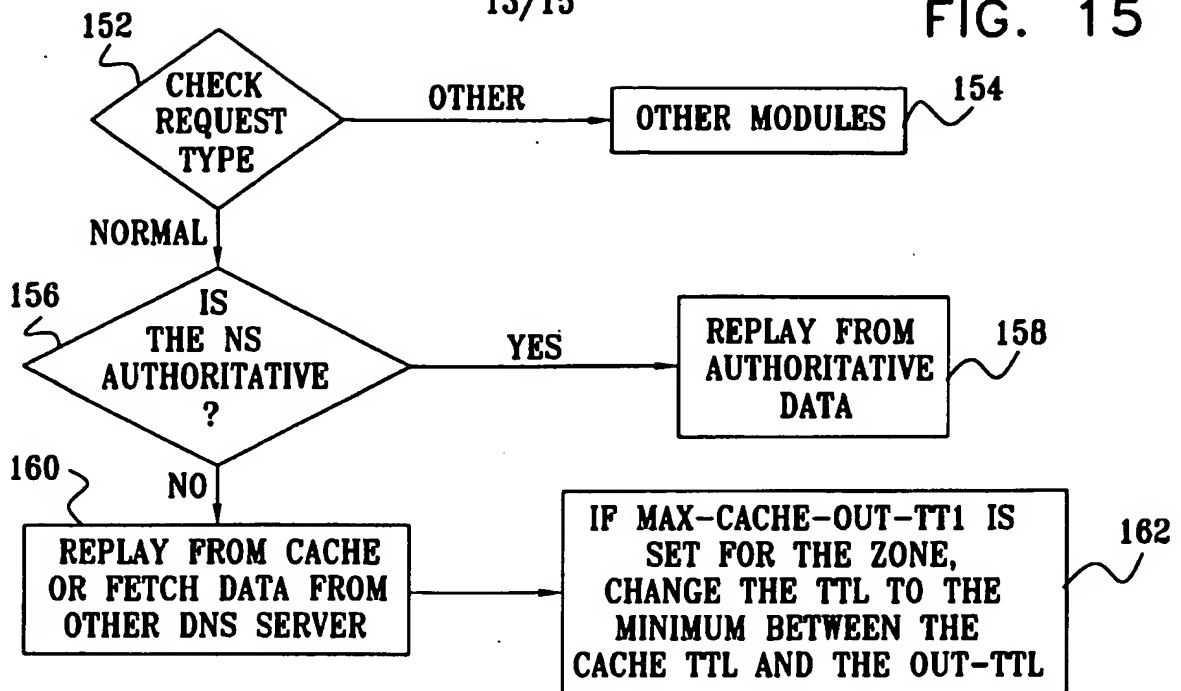 13/15
FIG. 15
152
CHECK
REQUEST
TYPE
OTHER
OTHER MODULES
154
NORMAL
156
IS
THE NS
AUTHORITATIVE
?
YES
REPLAY FROM
AUTHORITATIVE
DATA
158
160
NO
REPLAY FROM CACHE
OR FETCH DATA FROM
OTHER DNS SERVER
IF MAX-CACHE-OUT-TT1 IS
SET FOR THE ZONE,
CHANGE THE TTL TO THE
MINIMUM BETWEEN THE
CACHE TTL AND THE OUT-TTL
162